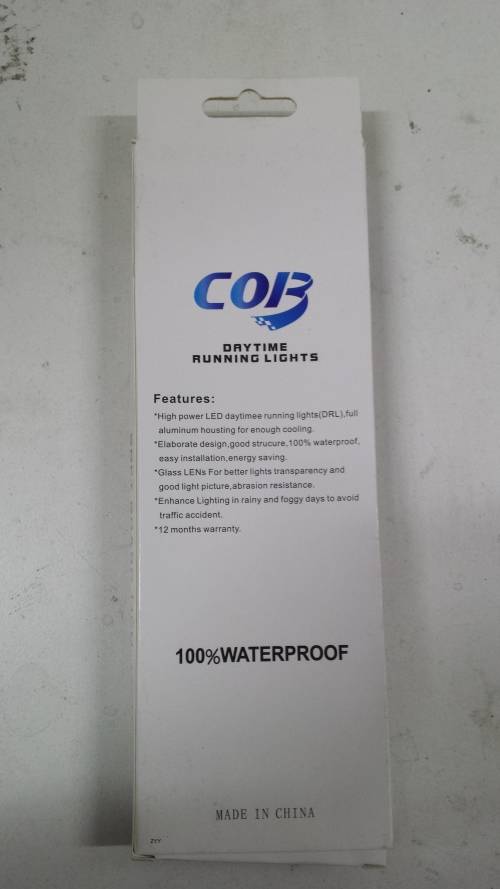 COB
DAYTIME
RUNNING LIGHTS
Features:
*High power LED daytimee running lights(DRL),full
aluminum housting for enough cooling.
*Elaborate design,good strucure,100% waterproof,
easy installation,energy saving.
*Glass LENs For better lights transparency and
good light picture,abrasion resistance.
*Enhance Lighting in rainy and foggy days to avoid
traffic accident.
*12 months warranty.
100%WATERPROOF
MADE IN CHINA
ZYY